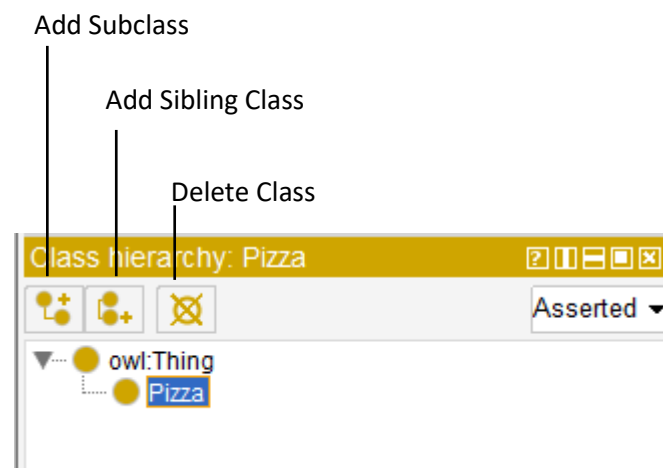 Add Subclass
Add Sibling Class
Delete Class
Class hierarchy: Pizza
Asserted
owl:Thing
Pizza